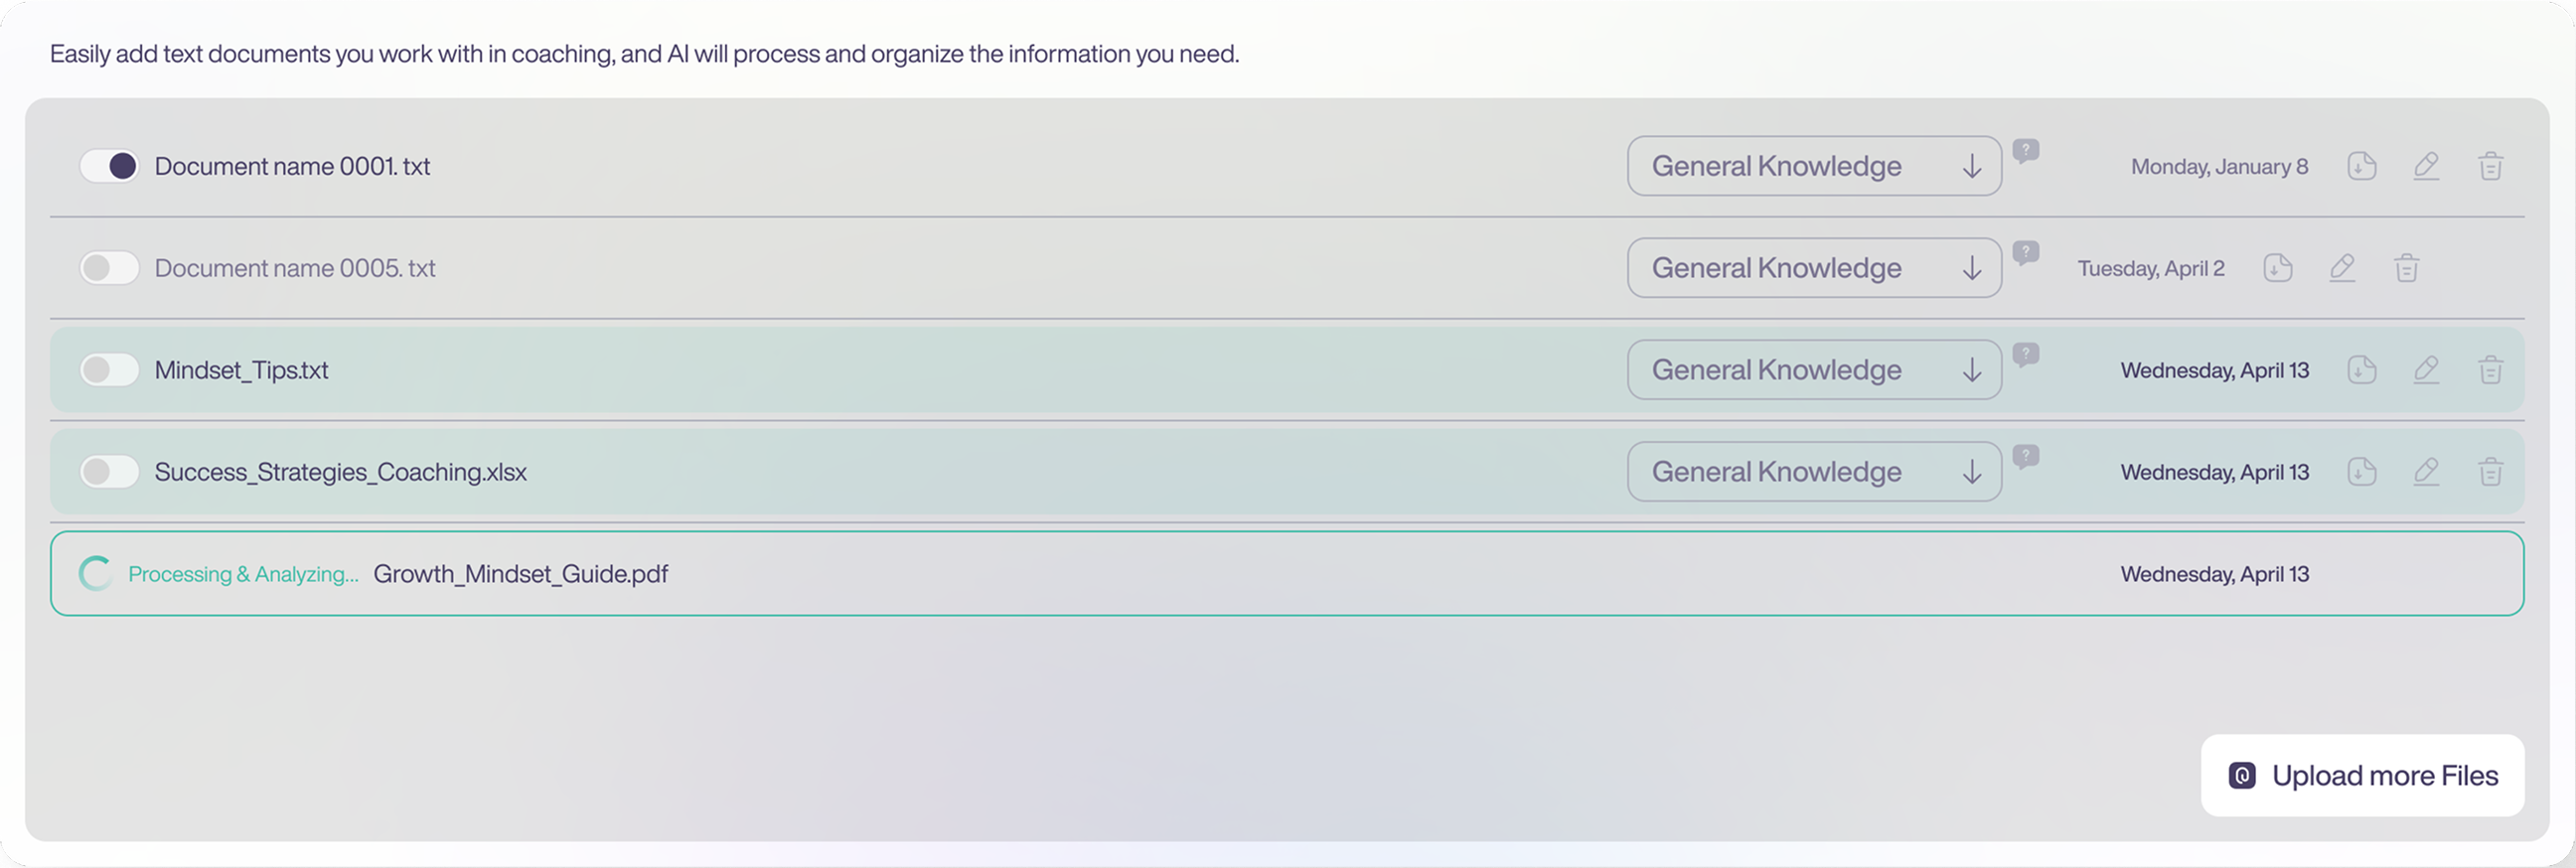 Easily add text documents you work with in coaching, and AI will process and organize the information you need.
Document name 0001. txt General Knowledge ? Monday, January 8
Document name 0005. txt General Knowledge ? Tuesday, April 2
Mindset_Tips.txt General Knowledge ? Wednesday, April 13
Success_Strategies_Coaching.xlsx General Knowledge ? Wednesday, April 13
Processing & Analyzing... Growth_Mindset_Guide.pdf Wednesday, April 13
Upload more Files